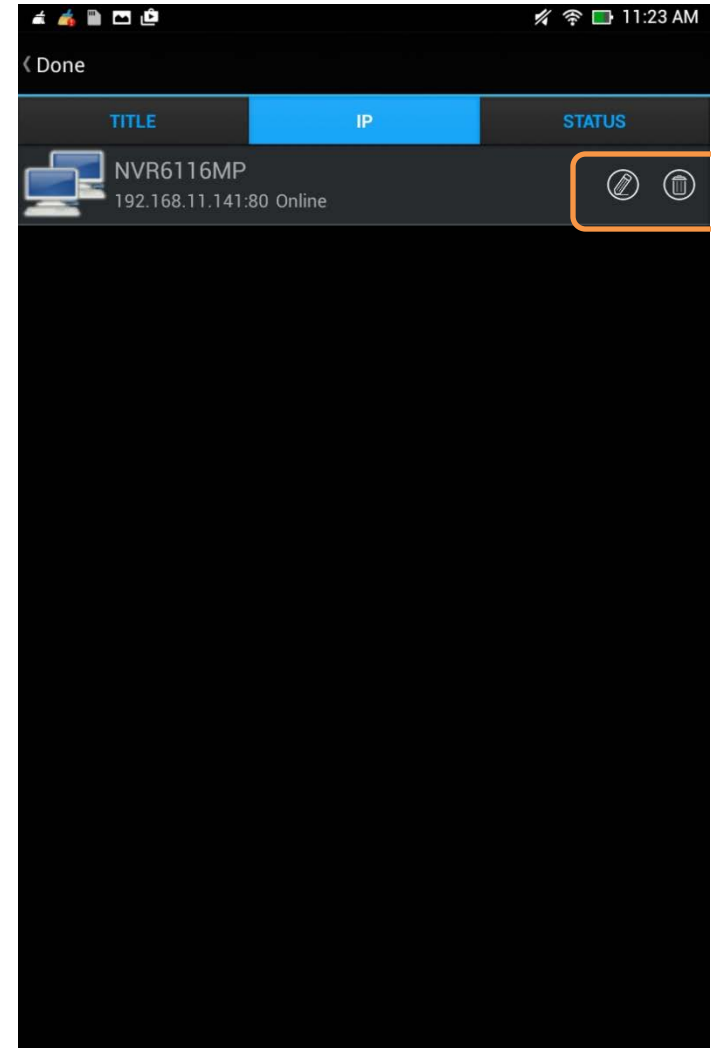 11:23 AM
Done
TITLE IP STATUS
NVR6116MP
192.168.11.141:80 Online